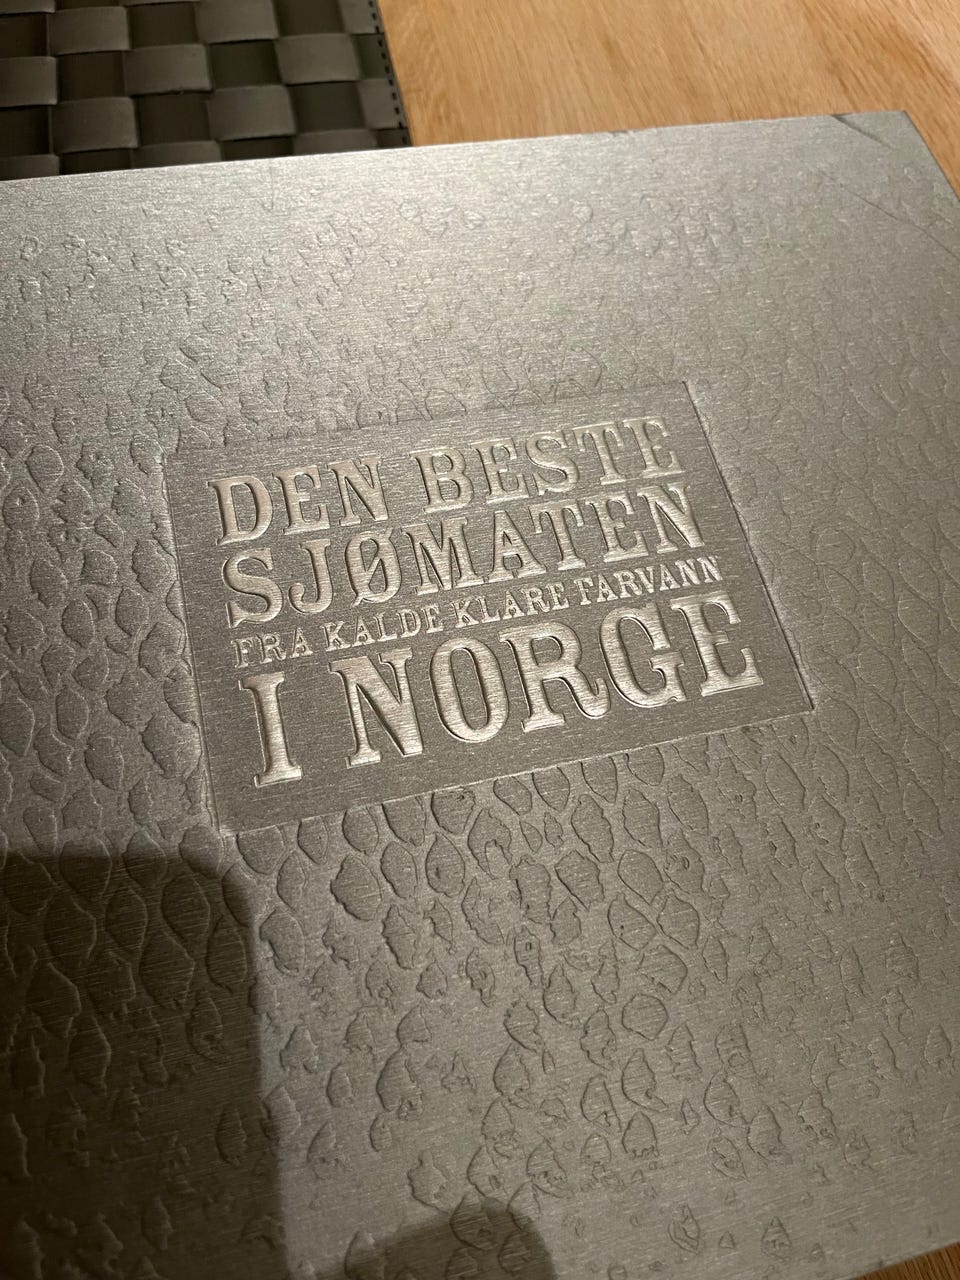 DEN BESTE
SJØMATEN
FRA KALDE KLARE FARVANN
I NORGE